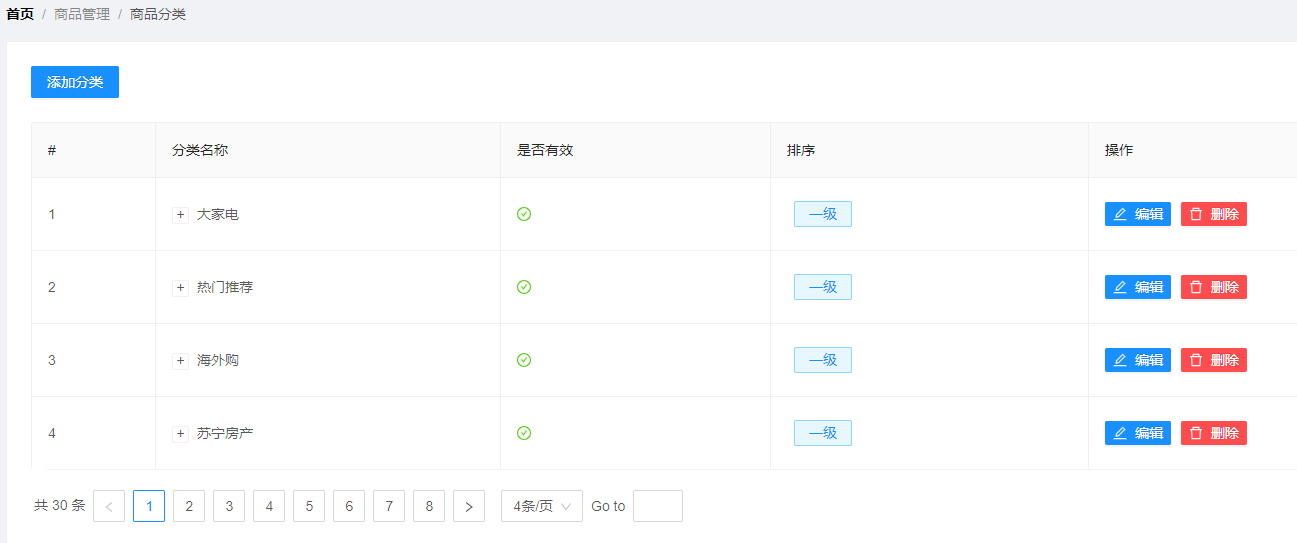 首页 / 商品管理 / 商品分类
添加分类
# 分类名称 是否有效 排序 操作
1 + 大家电 一级 编辑 删除
2 + 热门推荐 一级 编辑 删除
3 + 海外购 一级 编辑 删除
4 + 苏宁房产 一级 编辑 删除
共 30 条 < 1 2 3 4 5 6 7 8 > 4条/页 Go to